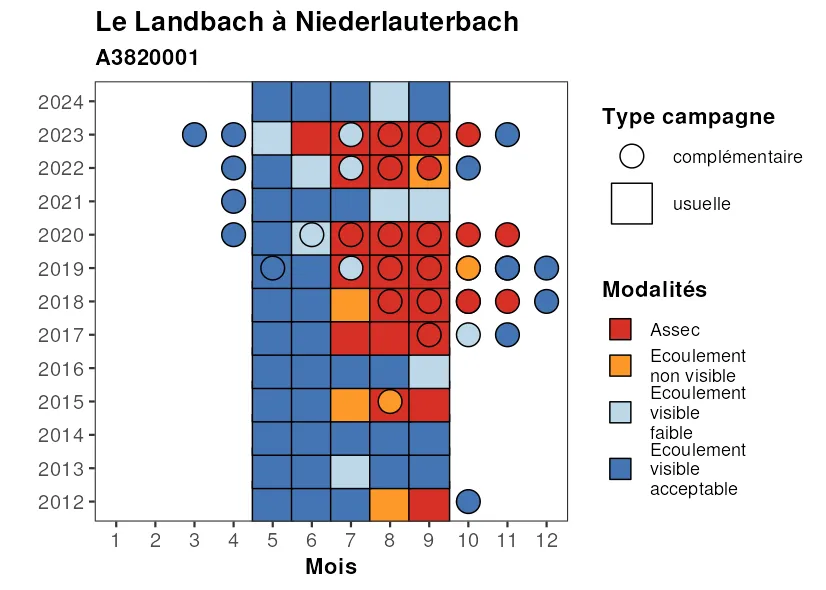 Le Landbach à Niederlauterbach
A3820001
2024
2023
2022
2021
2020
2019
2018
2017
2016
2015
2014
2013
2012
1 2 3 4 5 6 7 8 9 10 11 12
Mois
Type campagne
complémentaire
usuelle
Modalités
Assec
Ecoulement
non visible
Ecoulement
visible
faible
Ecoulement
visible
acceptable